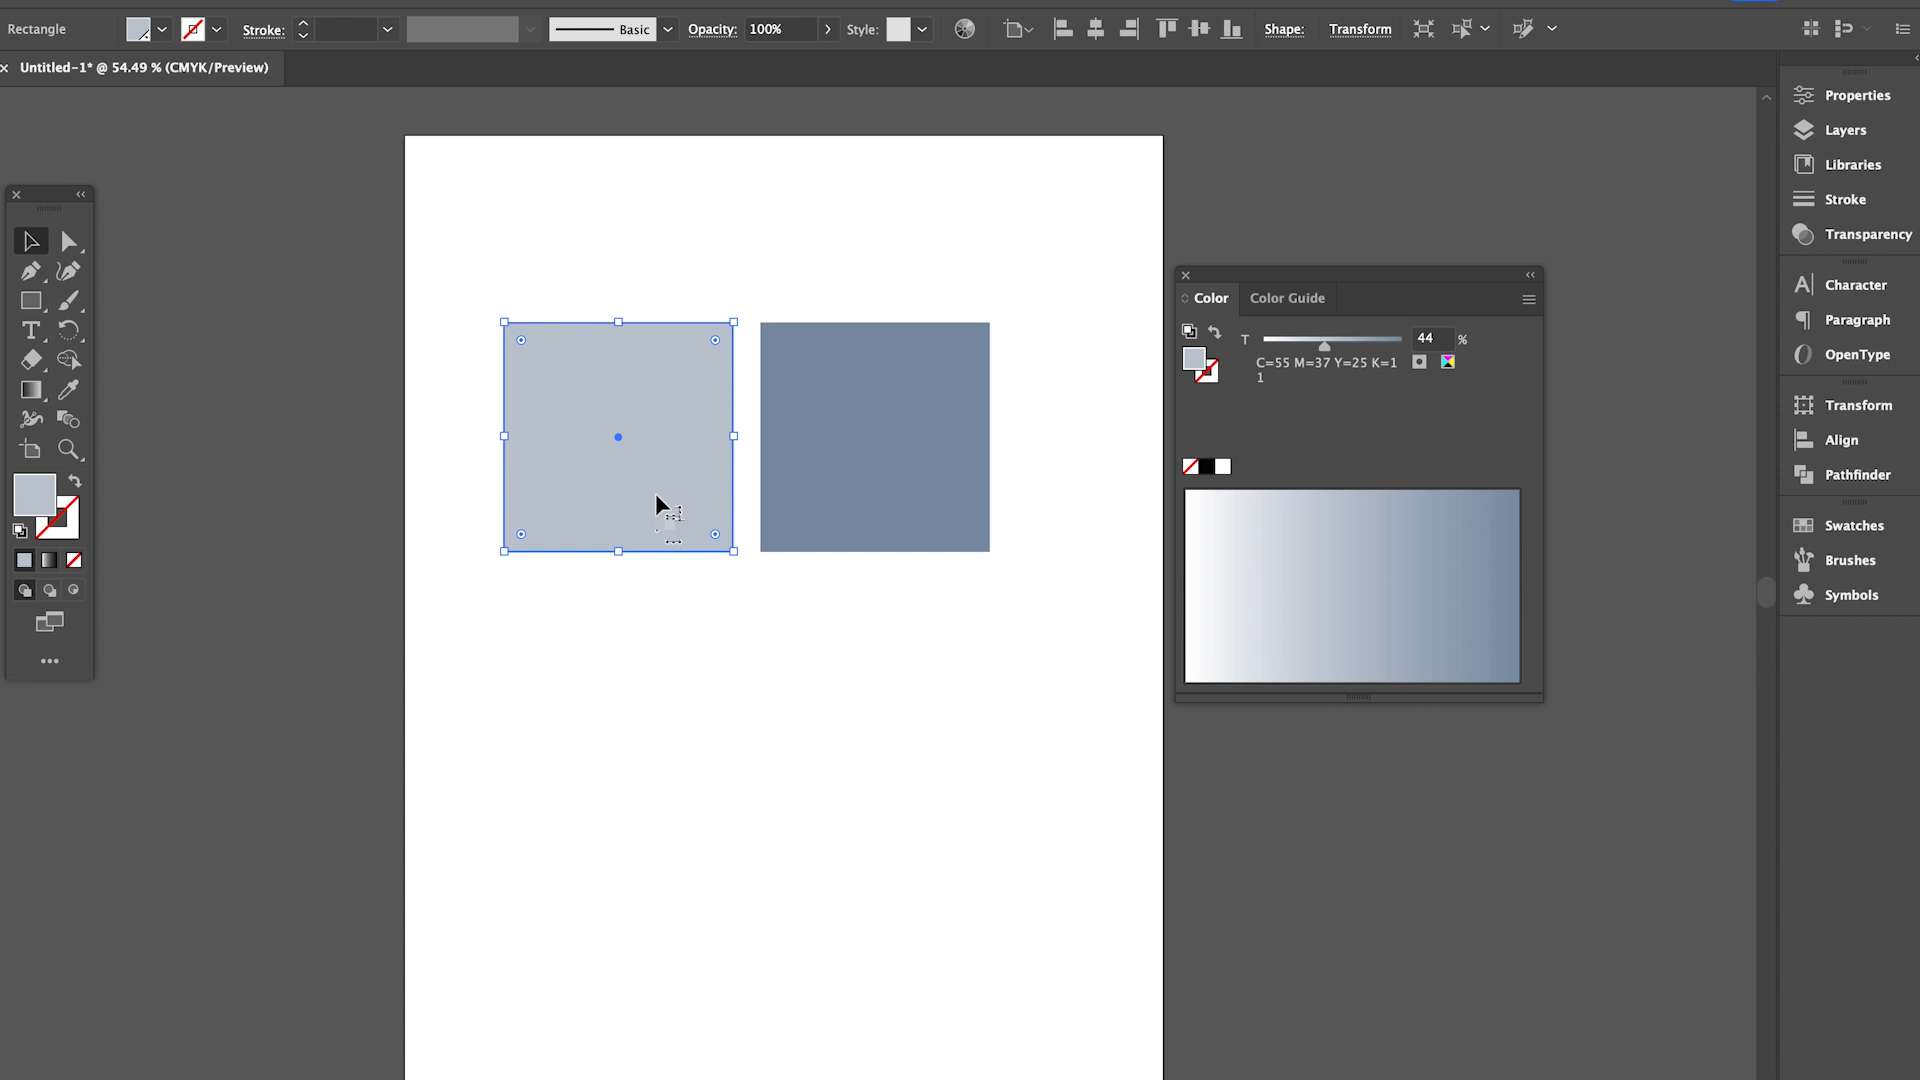 Rectangle Stroke: Basic Opacity: 100% Style: Shape: Transform
Untitled-1* @ 54.49 % (CMYK/Preview)
Properties
Layers
Libraries
Stroke
Transparency
Character
Paragraph
OpenType
Transform
Align
Pathfinder
Swatches
Brushes
Symbols
Color Color Guide
T 44 %
C=55 M=37 Y=25 K=1
1